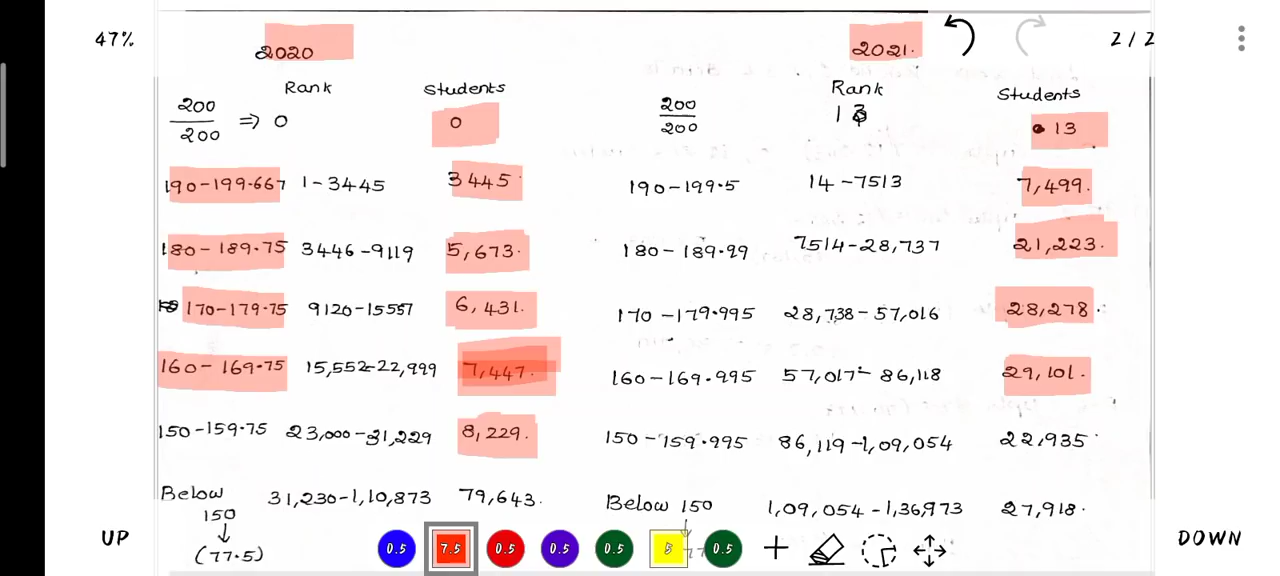 47%
2020
2021.
2/2
Rank
Students
Rank
Students
200/200 => 0
0
200/200
13
13
190-199.667 1-3445 3445
190-199.5 14-7513 7,499.
180-189.75 3446-9119 5,673.
180-189.99 7514-28,737 21,223.
170-179.75 9120-15557 6,431.
170-179.995 28,738-57,016 28,278.
160-169.75 15,552-22,999 7,447.
160-169.995 57,017-86,118 29,101.
150-159.75 23,000-31,229 8,229.
150-159.995 86,119-1,09,054 22,935
Below 150 31,230-1,10,873 79,643.
Below 150 1,09,054-1,36,973 27,918.
(77.5)
UP
0.5 7.5 0.5 0.5 0.5 5 0.5
DOWN